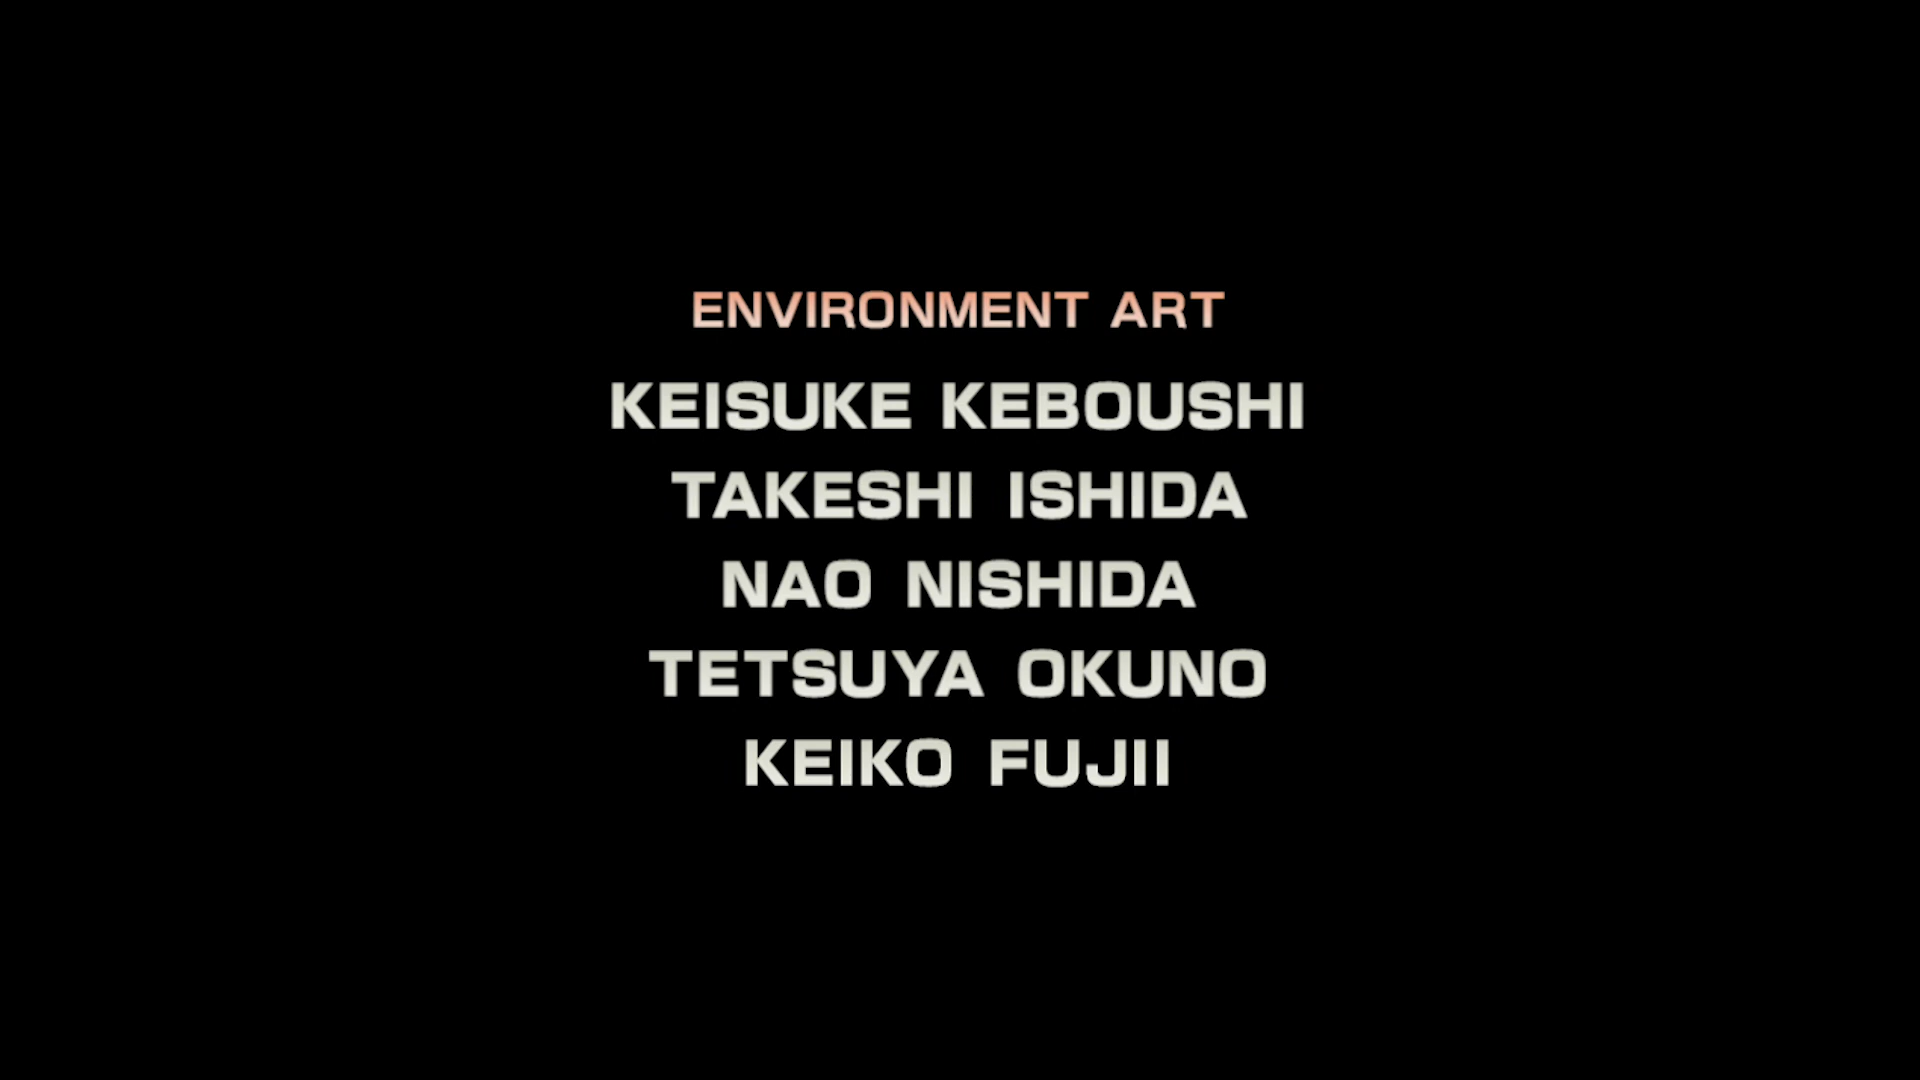 ENVIRONMENT ART
KEISUKE KEBOUSHI
TAKESHI ISHIDA
NAO NISHIDA
TETSUYA OKUNO
KEIKO FUJII